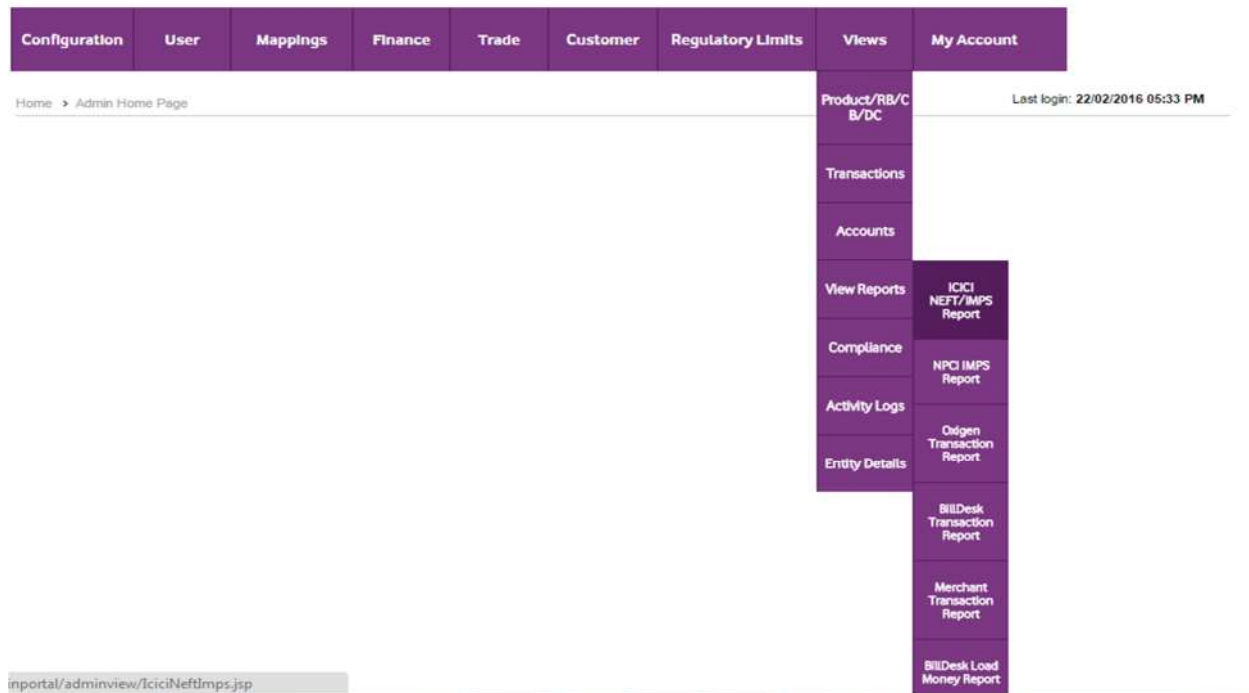 Configuration User Mappings Finance Trade Customer Regulatory Limits Views My Account
Home > Admin Home Page
Last login: 22/02/2016 05:33 PM
Product/RB/C
B/DC
Transactions
Accounts
View Reports
Compliance
Activity Logs
Entity Details
ICICI
NEFT/IMPS
Report
NPCI IMPS
Report
Oxigen
Transaction
Report
BillDesk
Transaction
Report
Merchant
Transaction
Report
BillDesk Load
Money Report
inportal/adminview/IciciNeftImps.jsp